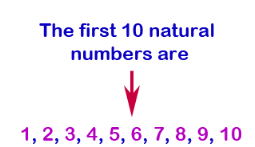 The first 10 natural
numbers are
1, 2, 3, 4, 5, 6, 7, 8, 9, 10